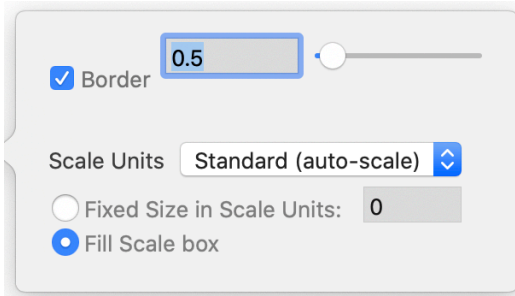 0.5
Border
Scale Units Standard (auto-scale)
Fixed Size in Scale Units: 0
Fill Scale box